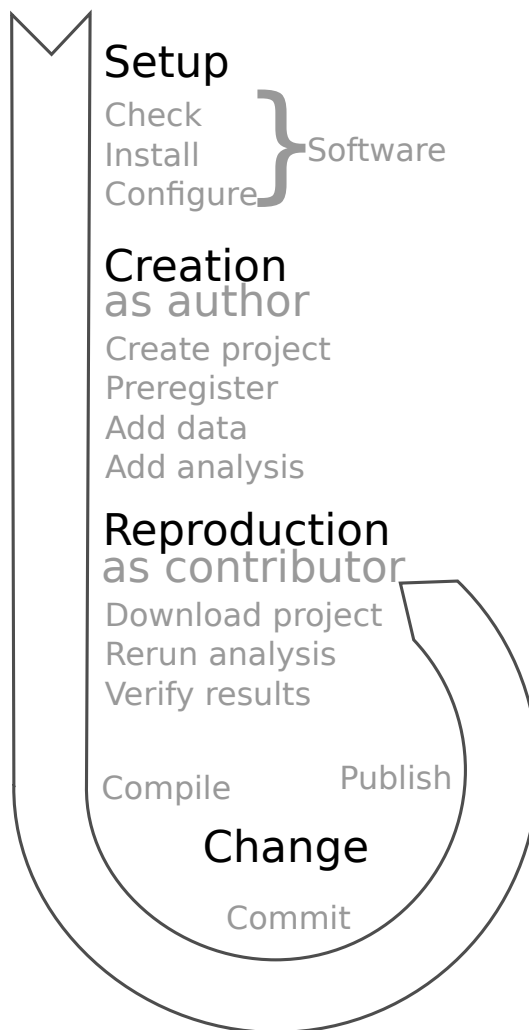 Setup
Check
Install
Configure
} Software
Creation
as author
Create project
Preregister
Add data
Add analysis
Reproduction
as contributor
Download project
Rerun analysis
Verify results
Compile
Publish
Change
Commit